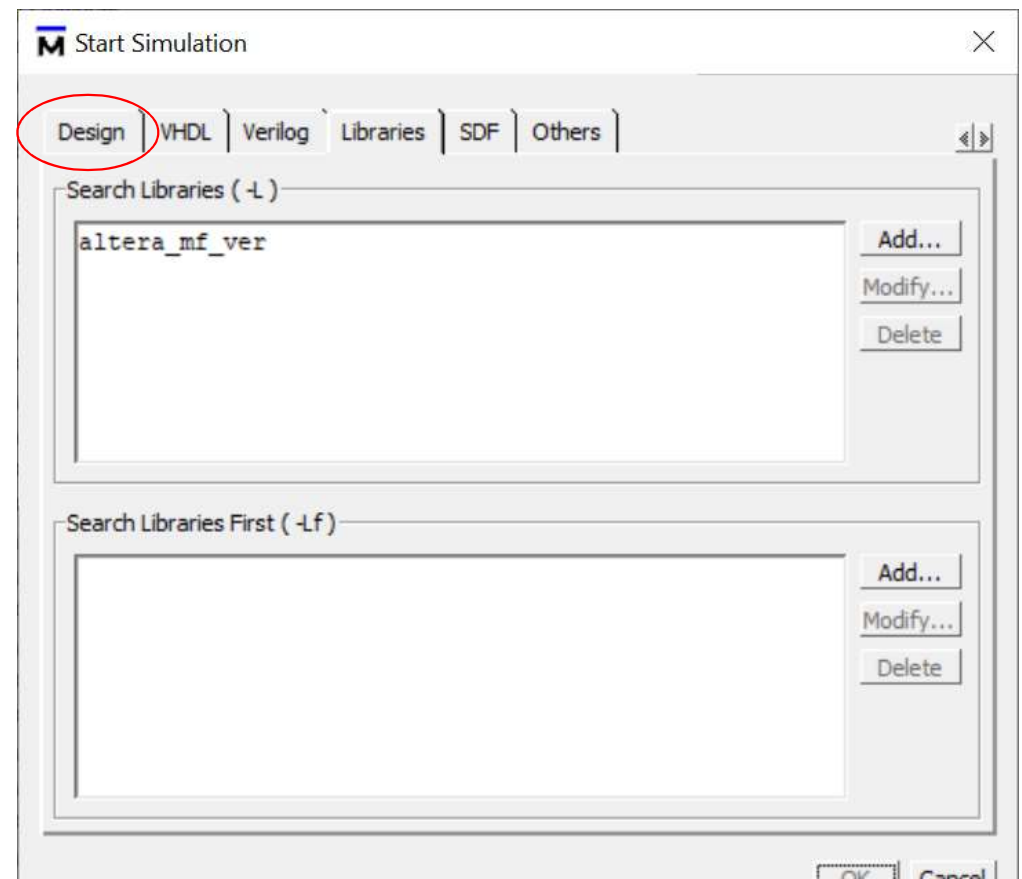 Start Simulation
Design VHDL Verilog Libraries SDF Others
Search Libraries ( -L )
altera_mf_ver
Add...
Modify...
Delete
Search Libraries First ( -Lf )
Add...
Modify...
Delete
OK Cancel